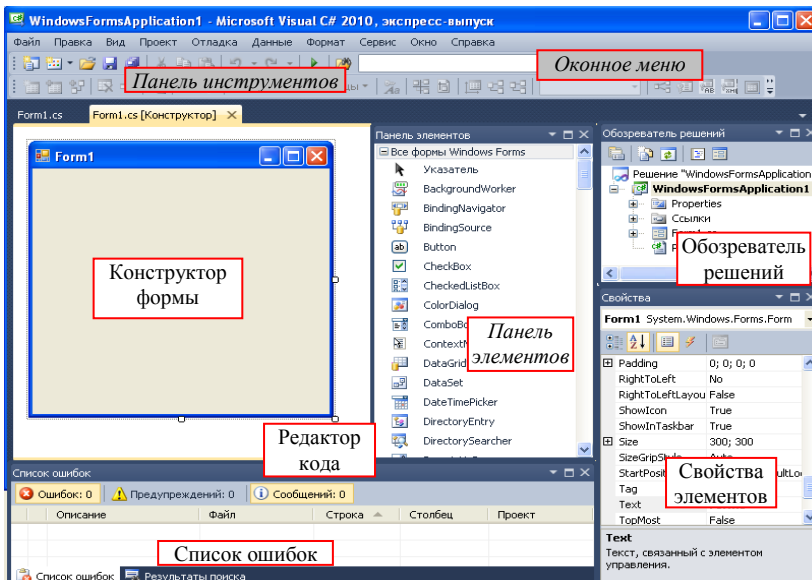 WindowsFormsApplication1 - Microsoft Visual C# 2010, экспресс-выпуск
Файл Правка Вид Проект Отладка Данные Формат Сервис Окно Справка
Панель инструментов
Оконное меню
Form1.cs Form1.cs [Конструктор]
Form1
Конструктор
формы
Редактор
кода
Панель элементов
Все формы Windows Forms
Указатель
BackgroundWorker
BindingNavigator
BindingSource
Button
CheckBox
CheckedListBox
ColorDialog
DataSet
DateTimePicker
DirectoryEntry
DirectorySearcher
Панель
элементов
Обозреватель решений
Решение "WindowsFormsApplication
WindowsFormsApplication1
Properties
Ссылки
Обозреватель
решений
Свойства
Form1 System.Windows.Forms.Form
Padding 0; 0; 0; 0
RightToLeft No
RightToLeftLayou False
ShowIcon True
ShowInTaskbar True
Size 300; 300
Tag
Text
TopMost False
Свойства
элементов
Text
Текст, связанный с элементом
управления.
Список ошибок
Ошибок: 0 Предупреждений: 0 Сообщений: 0
Описание Файл Строка Столбец Проект
Список ошибок
Список ошибок Результаты поиска